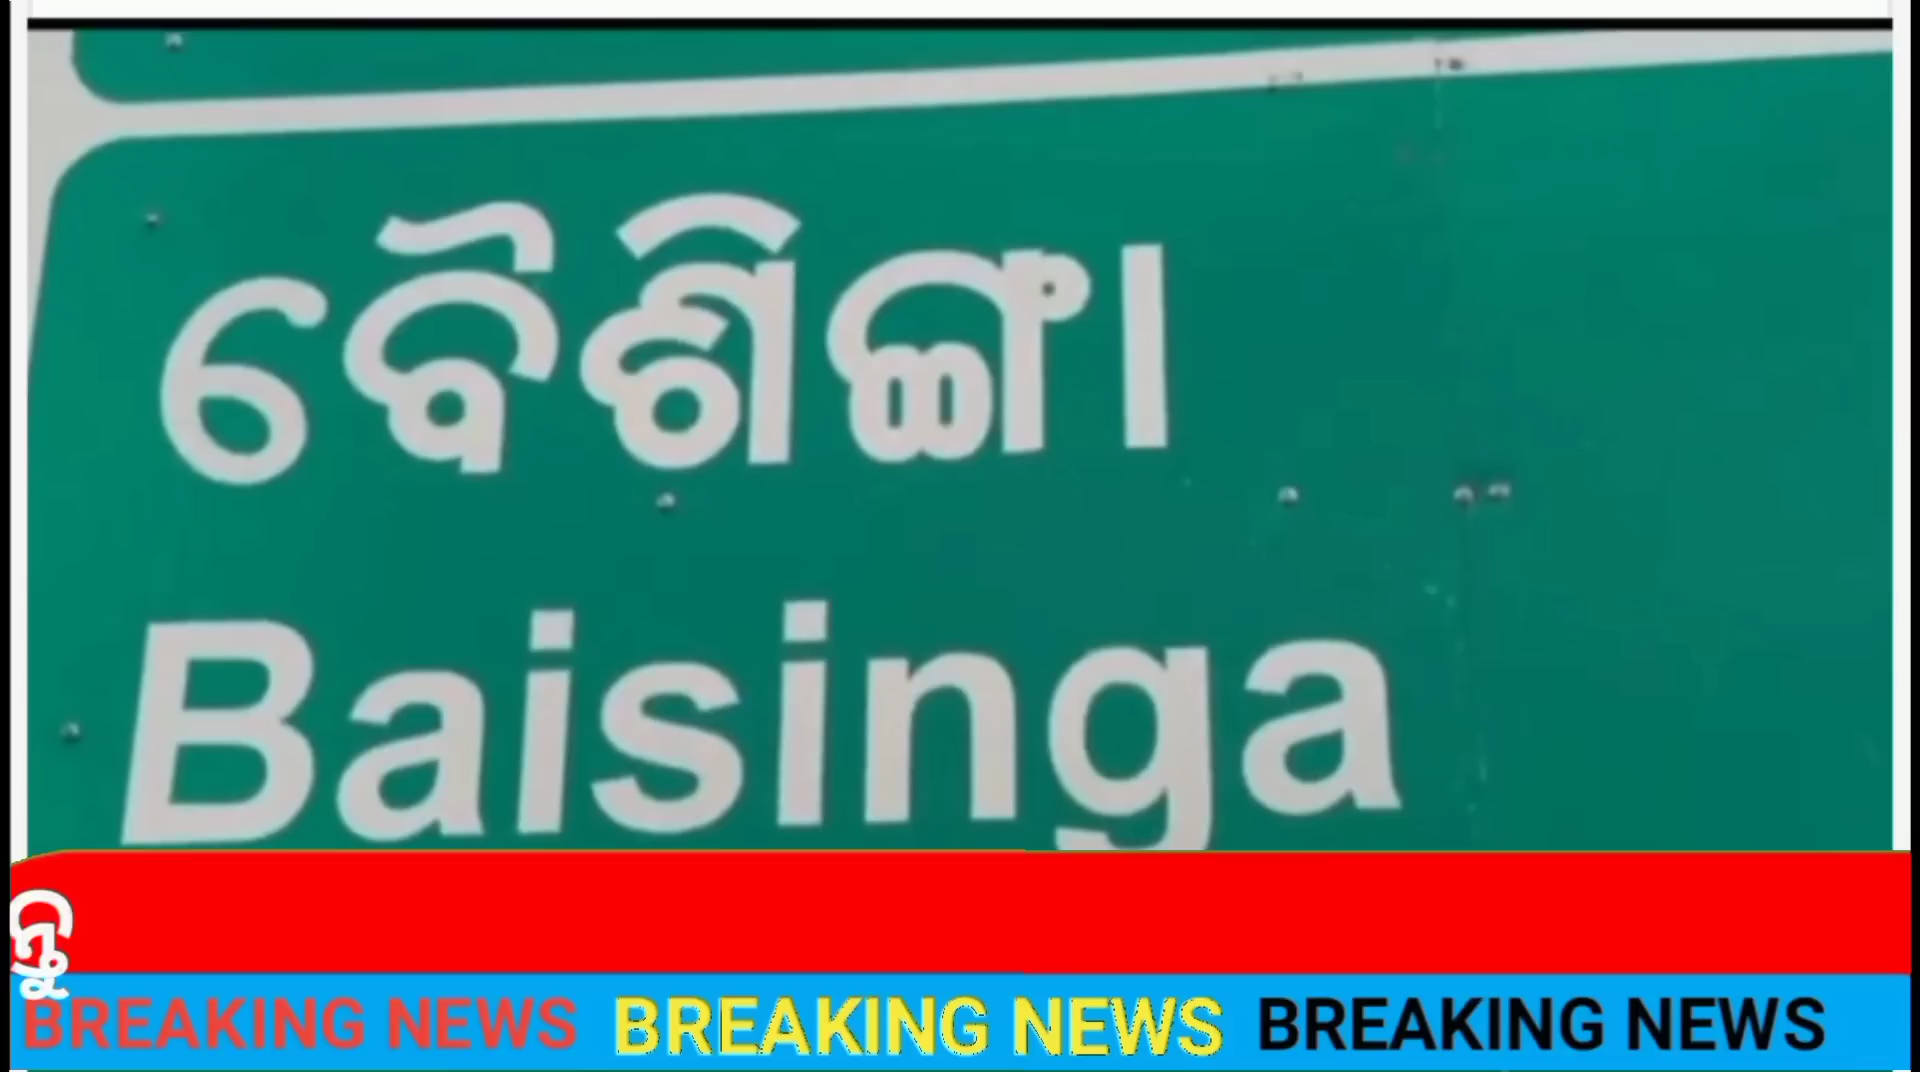 ବୈଶିଙ୍ଗା
Baisinga
BREAKING NEWS BREAKING NEWS BREAKING NEWS